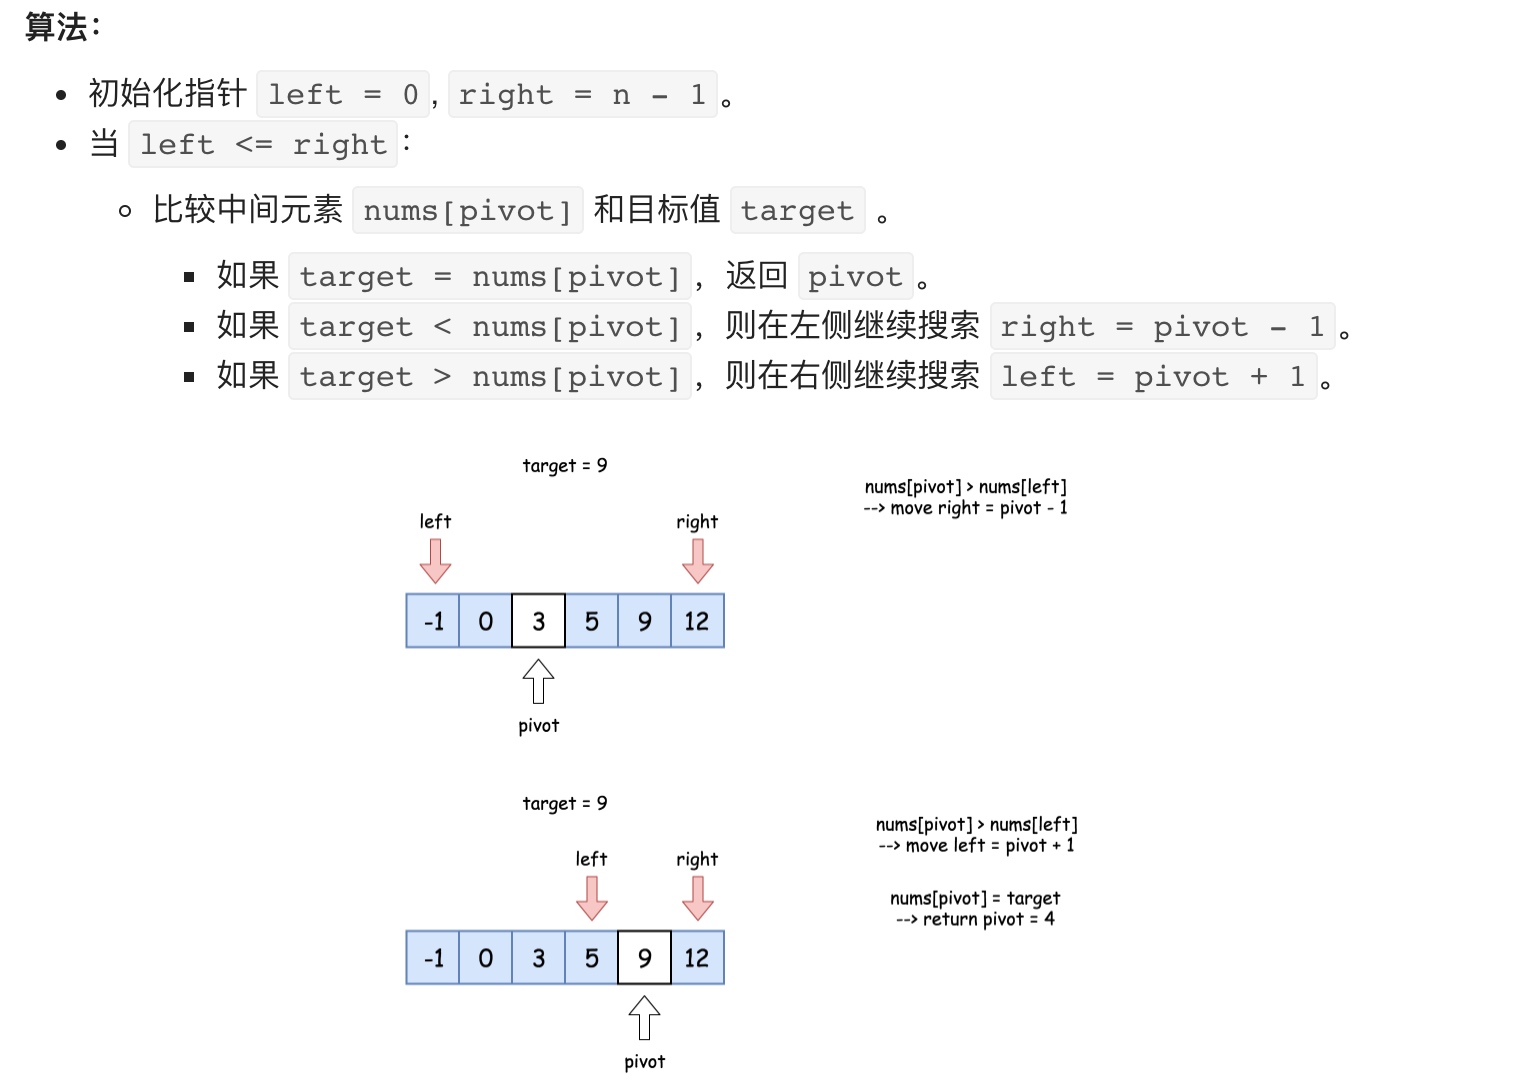 算法：
初始化指针 left = 0, right = n - 1 。
当 left <= right：
比较中间元素 nums[pivot] 和目标值 target 。
如果 target = nums[pivot]，返回 pivot。
如果 target < nums[pivot]，则在左侧继续搜索 right = pivot - 1。
如果 target > nums[pivot]，则在右侧继续搜索 left = pivot + 1。
target = 9
nums[pivot] > nums[left]
--> move right = pivot - 1
left right
-1 0 3 5 9 12
pivot
target = 9
nums[pivot] > nums[left]
--> move left = pivot + 1
left right
nums[pivot] = target
--> return pivot = 4
-1 0 3 5 9 12
pivot